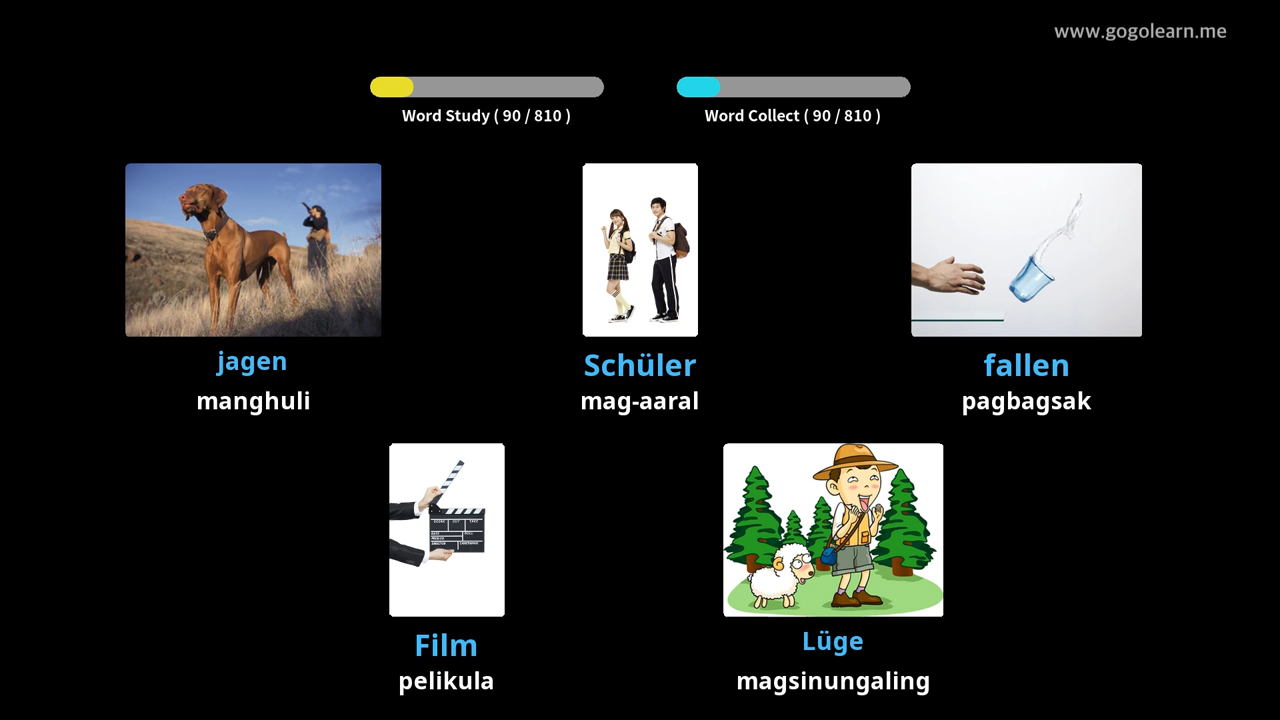 www.gogolearn.me
Word Study ( 90 / 810 )
Word Collect ( 90 / 810 )
jagen
manghuli
Schüler
mag-aaral
fallen
pagbagsak
Film
pelikula
Lüge
magsinungaling